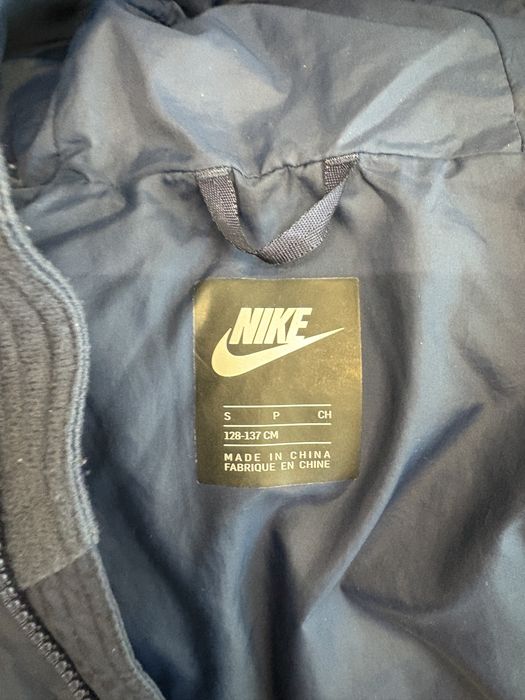 NIKE
S P CH
128-137 CM
MADE IN CHINA
FABRIQUE EN CHINE